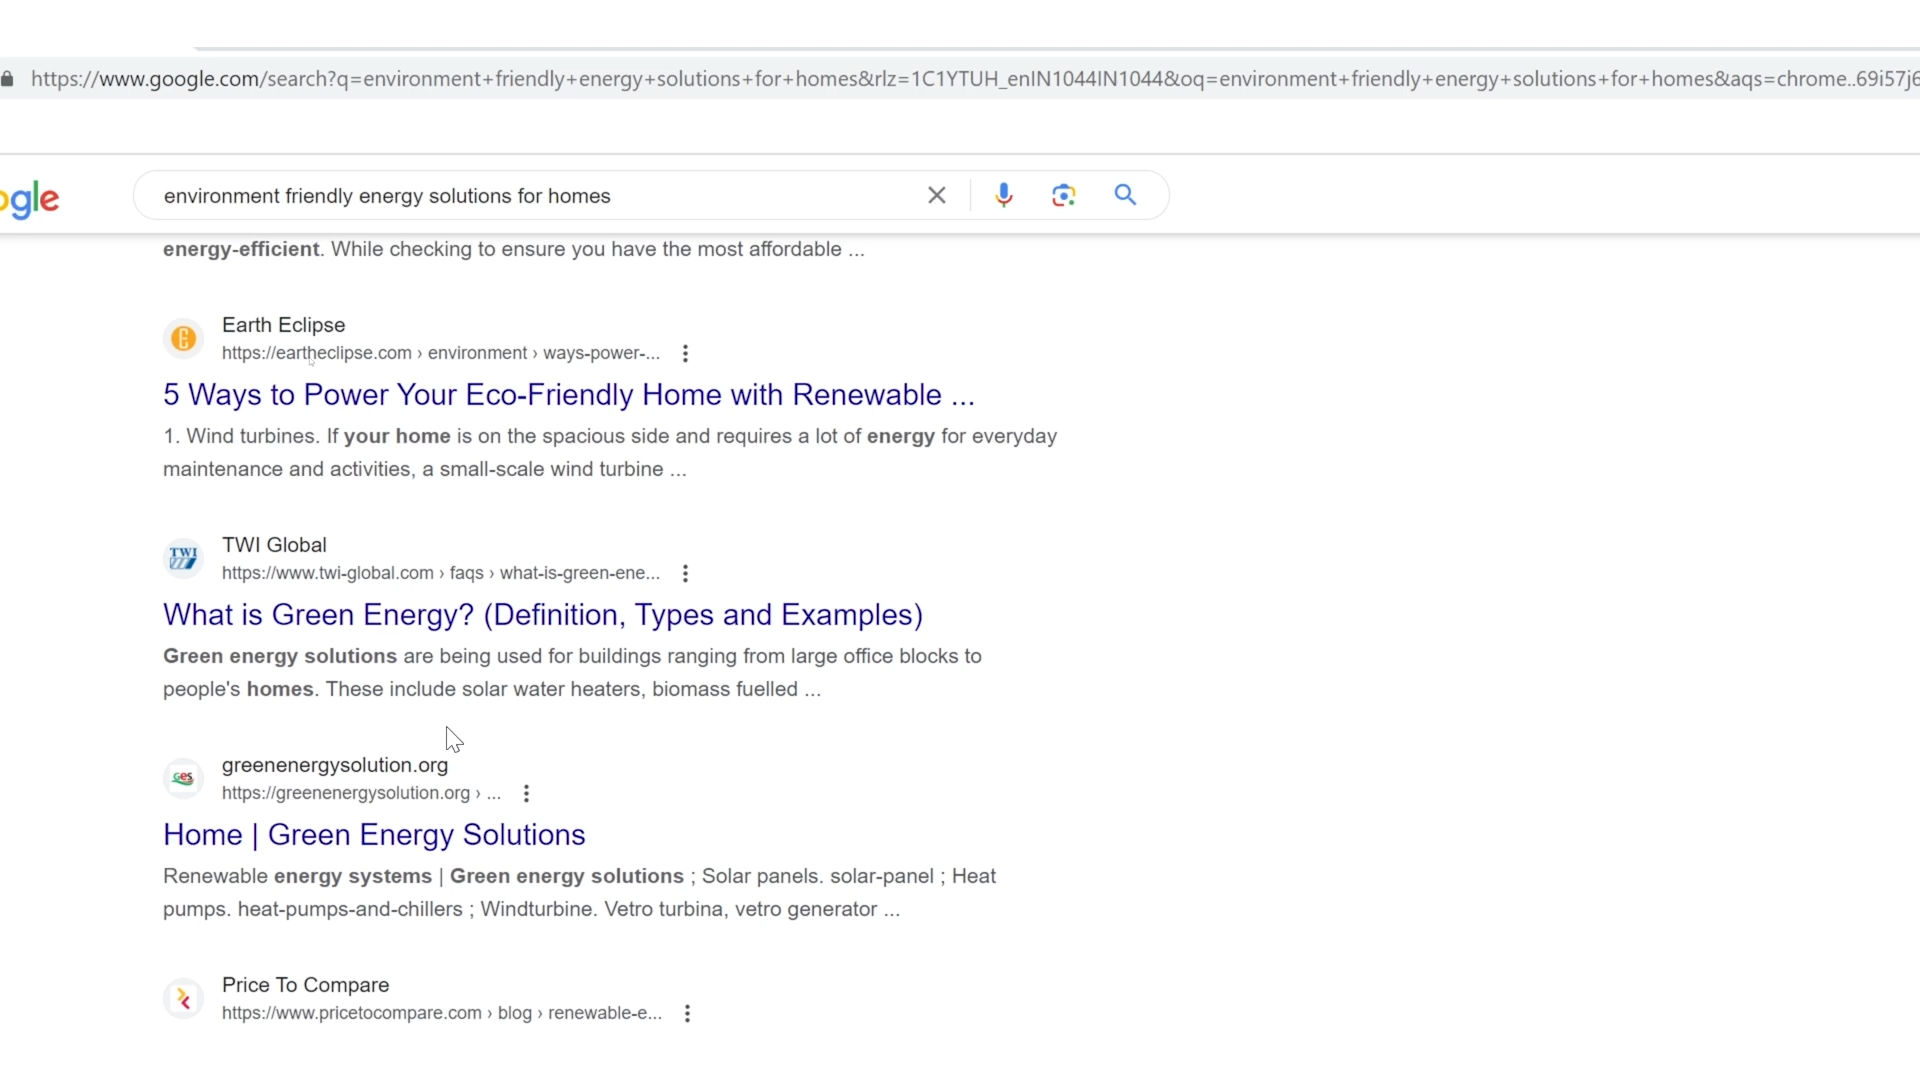 https://www.google.com/search?q=environment+friendly+energy+solutions+for+homes&rlz=1C1YTUH_enIN1044IN1044&oq=environment+friendly+energy+solutions+for+homes&aqs=chrome..69i57j6
ogle
environment friendly energy solutions for homes
energy-efficient. While checking to ensure you have the most affordable ...
Earth Eclipse
https://eartheclipse.com › environment › ways-power-...
5 Ways to Power Your Eco-Friendly Home with Renewable ...
1. Wind turbines. If your home is on the spacious side and requires a lot of energy for everyday
maintenance and activities, a small-scale wind turbine ...
TWI
TWI Global
https://www.twi-global.com › faqs › what-is-green-ene...
What is Green Energy? (Definition, Types and Examples)
Green energy solutions are being used for buildings ranging from large office blocks to
people's homes. These include solar water heaters, biomass fuelled ...
Ges
greenenergysolution.org
https://greenenergysolution.org › ...
Home | Green Energy Solutions
Renewable energy systems | Green energy solutions ; Solar panels. solar-panel ; Heat
pumps. heat-pumps-and-chillers ; Windturbine. Vetro turbina, vetro generator ...
Price To Compare
https://www.pricetocompare.com › blog › renewable-e...